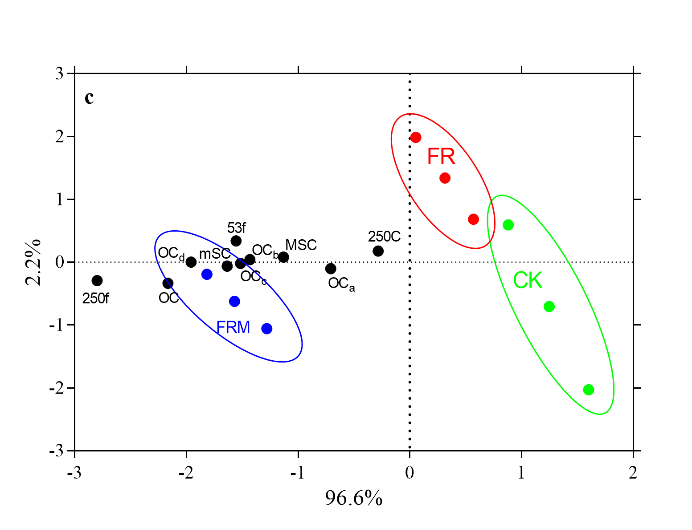 3
c
2
FR
1
53f
250C
OCd mSC OCb MSC
0
OCc
OCa
CK
250f
OC
FRM
-1
-2
-3
-3 -2 -1 0 1 2
2.2%
96.6%